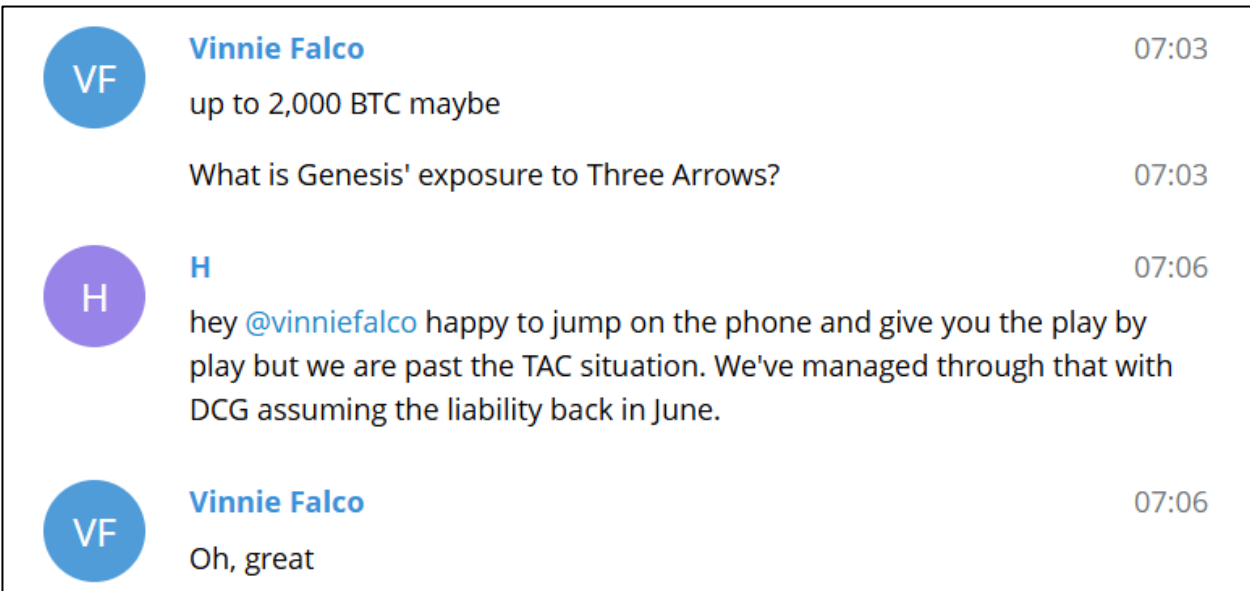 VF
Vinnie Falco 07:03
up to 2,000 BTC maybe
What is Genesis' exposure to Three Arrows? 07:03
H
H 07:06
hey @vinniefalco happy to jump on the phone and give you the play by
play but we are past the TAC situation. We've managed through that with
DCG assuming the liability back in June.
VF
Vinnie Falco 07:06
Oh, great